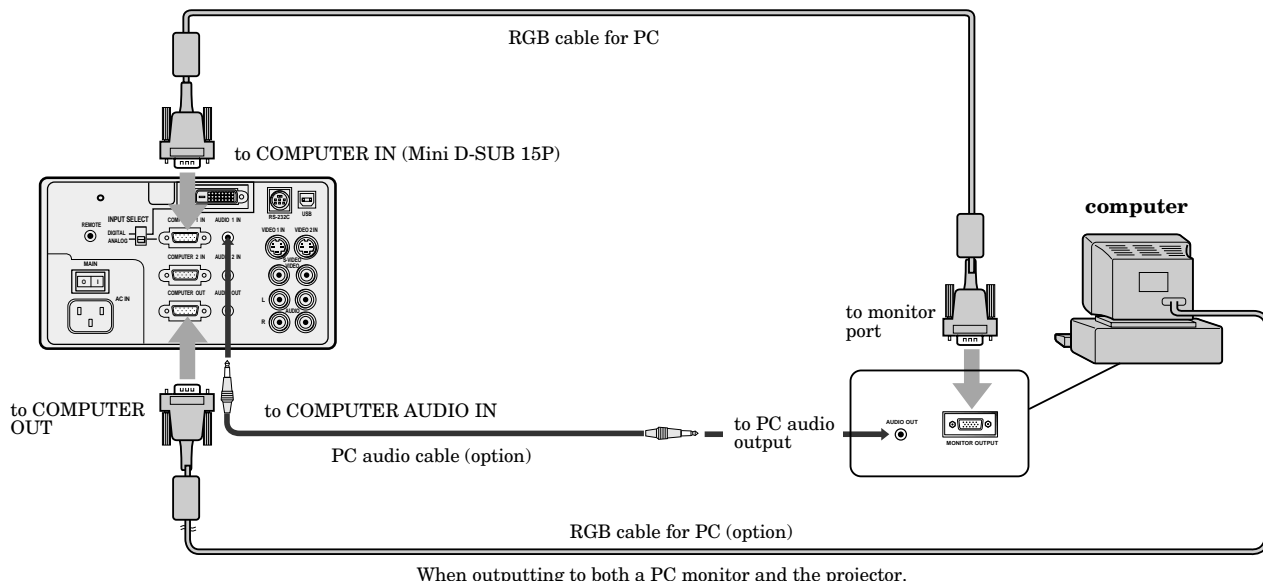 RGB cable for PC
to COMPUTER IN (Mini D-SUB 15P)
RS-232C
USB
REMOTE
INPUT SELECT
DIGITAL
ANALOG
1 IN
AUDIO 1 IN
VIDEO 1 IN
VIDEO 2 IN
S-VIDEO
VIDEO
MAIN
O I
COMPUTER 2 IN
2 IN
AC IN
COMPUTER OUT
OUT
L
AUDIO
R
computer
to monitor
port
to COMPUTER
OUT
to COMPUTER AUDIO IN
PC audio cable (option)
to PC audio
output
AUDIO OUT
MONITOR OUTPUT
RGB cable for PC (option)
When outputting to both a PC monitor and the projector.